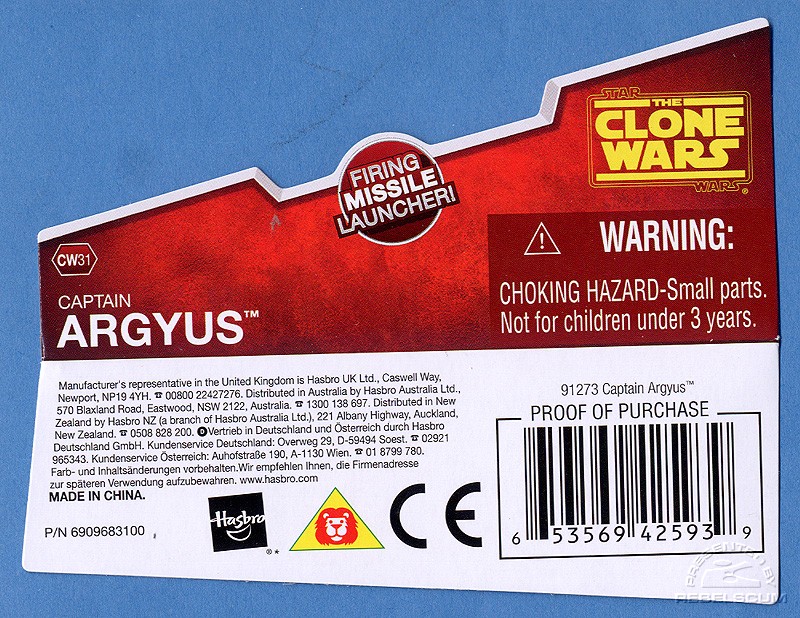 STAR
THE
CLONE
WARS
WARS®
FIRING
MISSILE
LAUNCHER!
CW31
CAPTAIN
ARGYUS™
WARNING:
CHOKING HAZARD-Small parts.
Not for children under 3 years.
Manufacturer's representative in the United Kingdom is Hasbro UK Ltd., Caswell Way,
Newport, NP19 4YH. ☎ 00800 22427276. Distributed in Australia by Hasbro Australia Ltd.,
570 Blaxland Road, Eastwood, NSW 2122, Australia. ☎ 1300 138 697. Distributed in New
Zealand by Hasbro NZ (a branch of Hasbro Australia Ltd.), 221 Albany Highway, Auckland,
New Zealand. ☎ 0508 828 200. D Vertrieb in Deutschland und Österreich durch Hasbro
Deutschland GmbH. Kundenservice Deutschland: Overweg 29, D-59494 Soest. ☎ 02921
965343. Kundenservice Österreich: Auhofstraße 190, A-1130 Wien. ☎ 01 8799 780.
Farb- und Inhaltsänderungen vorbehalten. Wir empfehlen Ihnen, die Firmenadresse
zur späteren Verwendung aufzubewahren. www.hasbro.com
MADE IN CHINA.
P/N 6909683100
Hasbro
®*
CE
91273 Captain Argyus™
PROOF OF PURCHASE
6 53569 42593 9
PRESENTED BY
REBELSCUM